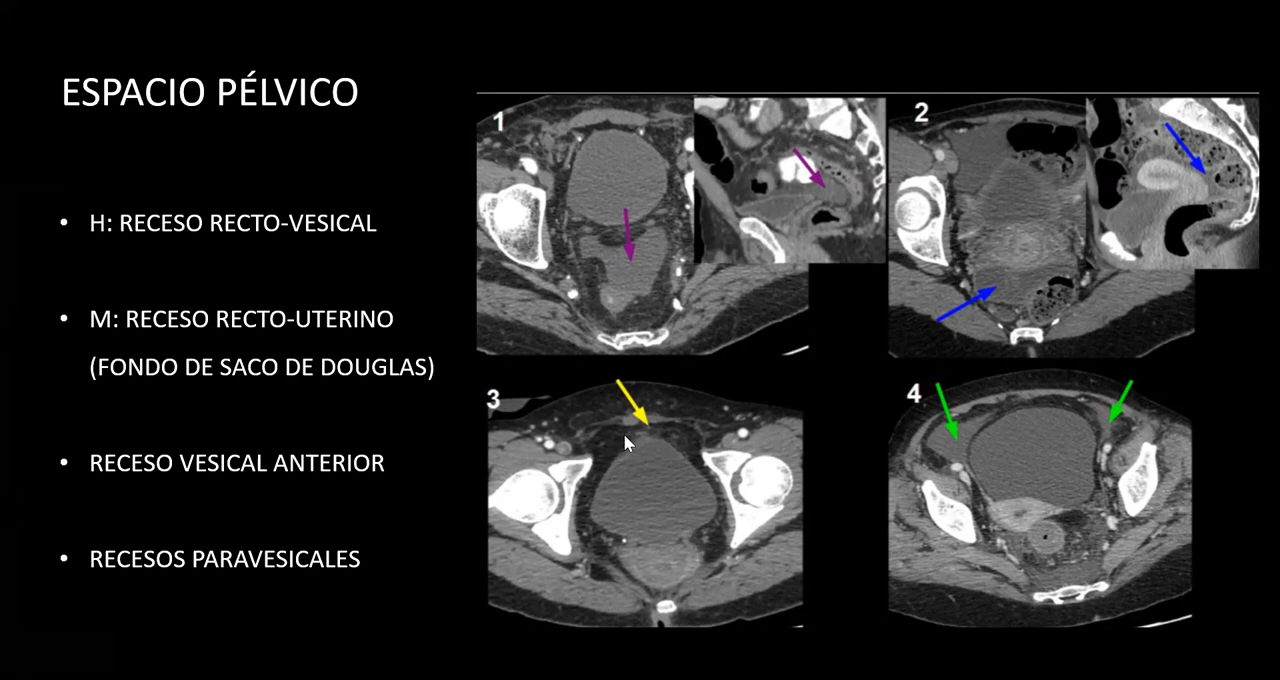 ESPACIO PÉLVICO
• H: RECESO RECTO-VESICAL
• M: RECESO RECTO-UTERINO
(FONDO DE SACO DE DOUGLAS)
• RECESO VESICAL ANTERIOR
• RECESOS PARAVESICALES
1
2
3
4